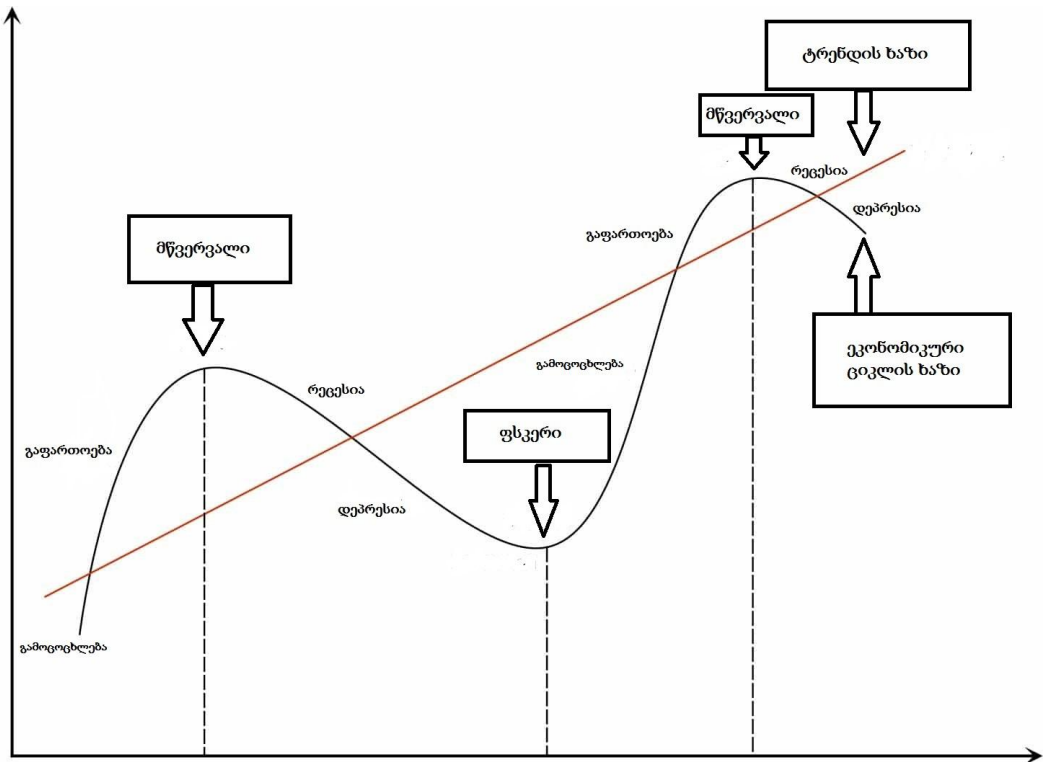 ტრენდის ხაზი
მწვერვალი
რეცესია
დეპრესია
გაფართოება
მწვერვალი
ეკონომიკური
ციკლის ხაზი
გამოცოცხლება
რეცესია
ფსკერი
გაფართოება
დეპრესია
გამოცოცხლება